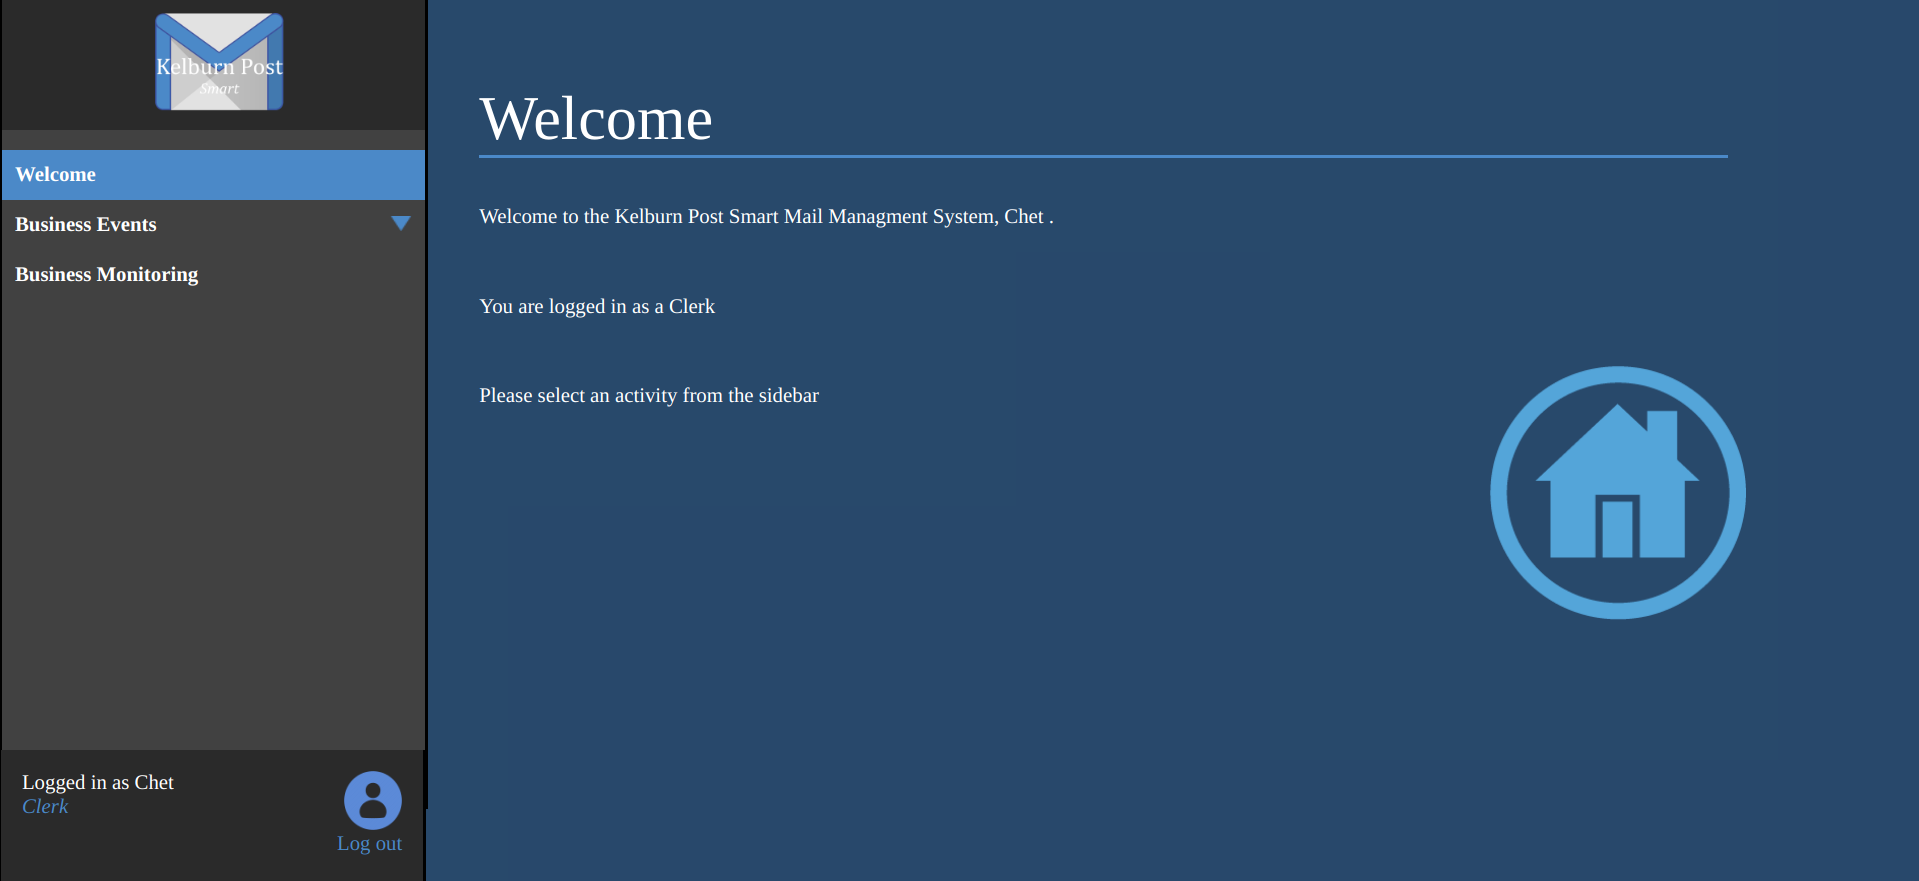 Kelburn Post
Smart
Welcome
Business Events
Business Monitoring
Logged in as Chet
Clerk
Log out
Welcome
Welcome to the Kelburn Post Smart Mail Managment System, Chet .
You are logged in as a Clerk
Please select an activity from the sidebar